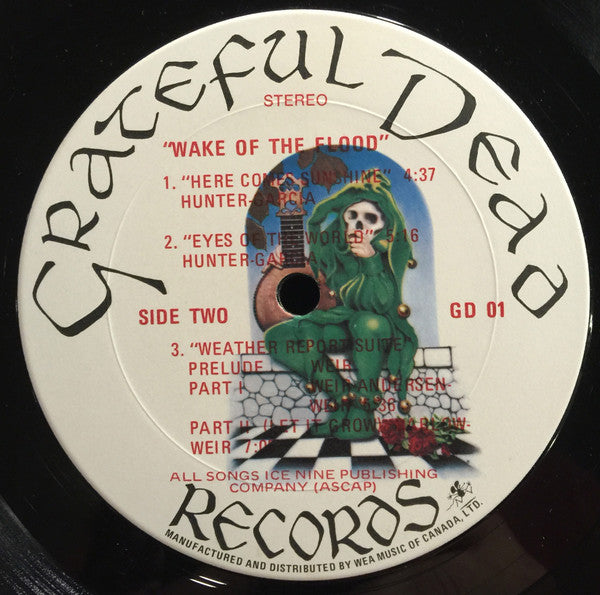 GRATEFUL DEAD
STEREO
"WAKE OF THE FLOOD"
1. "HERE COMES SUNSHINE" 4:37
HUNTER-GARCIA
2. "EYES OF THE WORLD" 5:16
HUNTER-GARCIA
SIDE TWO
GD 01
3. "WEATHER REPORT SUITE"
PRELUDE WEIR
PART I WEIR-ANDERSEN-
WEIR 5:36
PART II (LET IT GROW) BARLOW-
WEIR
ALL SONGS ICE NINE PUBLISHING
COMPANY (ASCAP)
RECORDS
MANUFACTURED AND DISTRIBUTED BY WEA MUSIC OF CANADA, LTD.